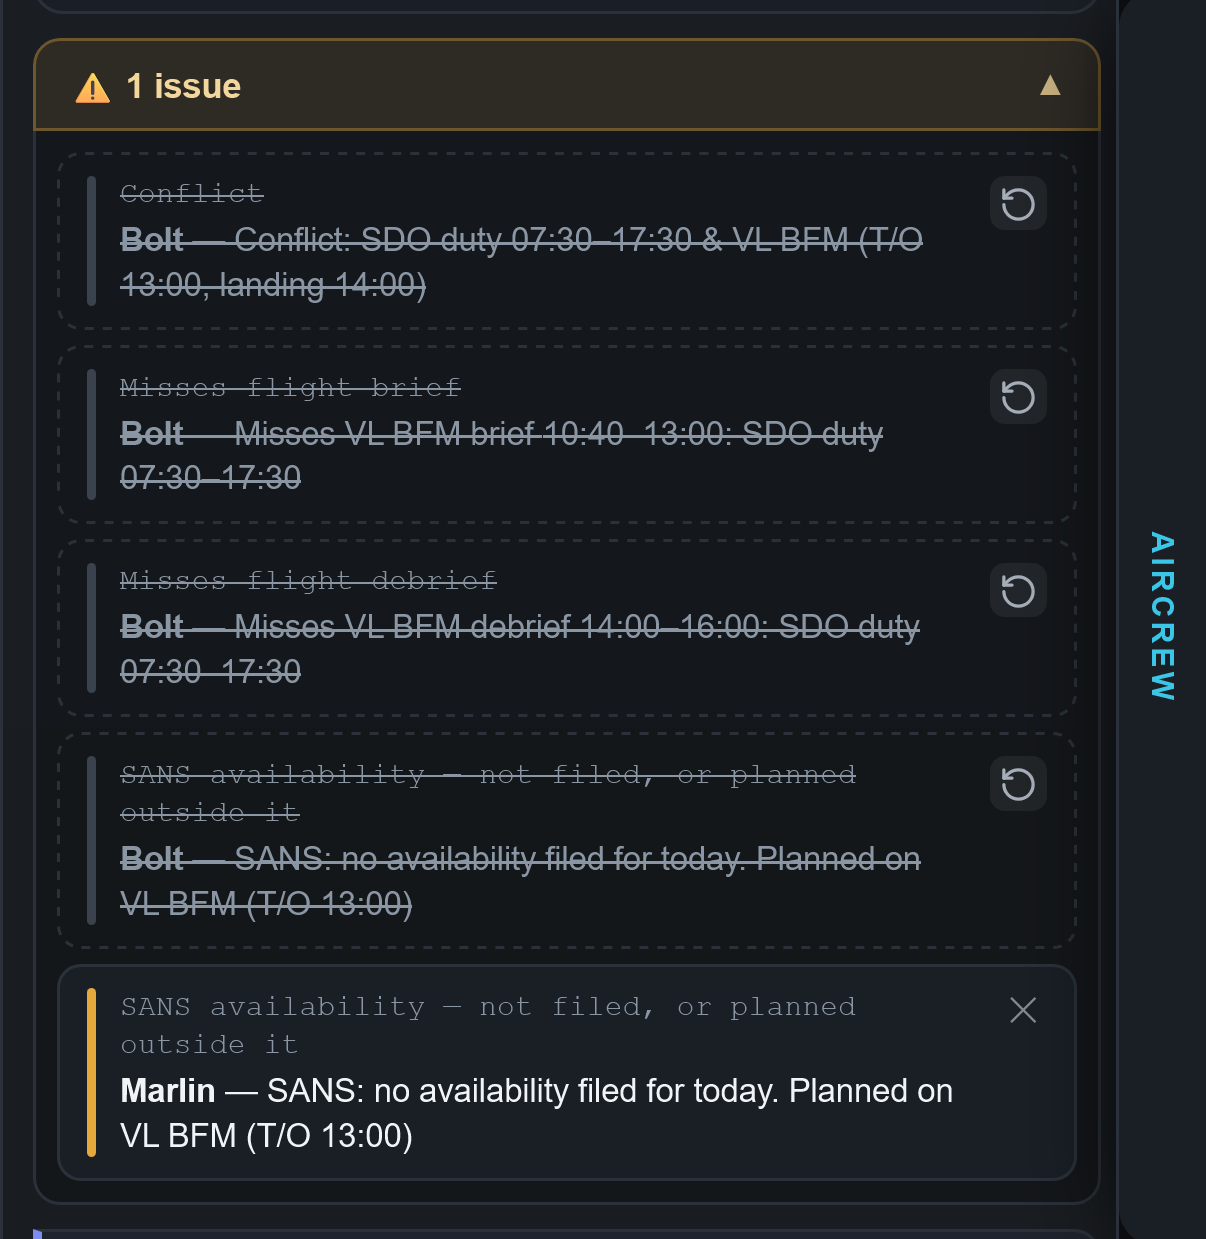 ⚠️ 1 issue ▲
Conflict
Bolt — Conflict: SDO duty 07:30–17:30 & VL BFM (T/O
13:00, landing 14:00)
Misses flight brief
Bolt — Misses VL BFM brief 10:40–13:00: SDO duty
07:30–17:30
Misses flight debrief
Bolt — Misses VL BFM debrief 14:00–16:00: SDO duty
07:30–17:30
SANS availability — not filed, or planned
outside it
Bolt — SANS: no availability filed for today. Planned on
VL BFM (T/O 13:00)
SANS availability — not filed, or planned
outside it
Marlin — SANS: no availability filed for today. Planned on
VL BFM (T/O 13:00)
AIRCREW